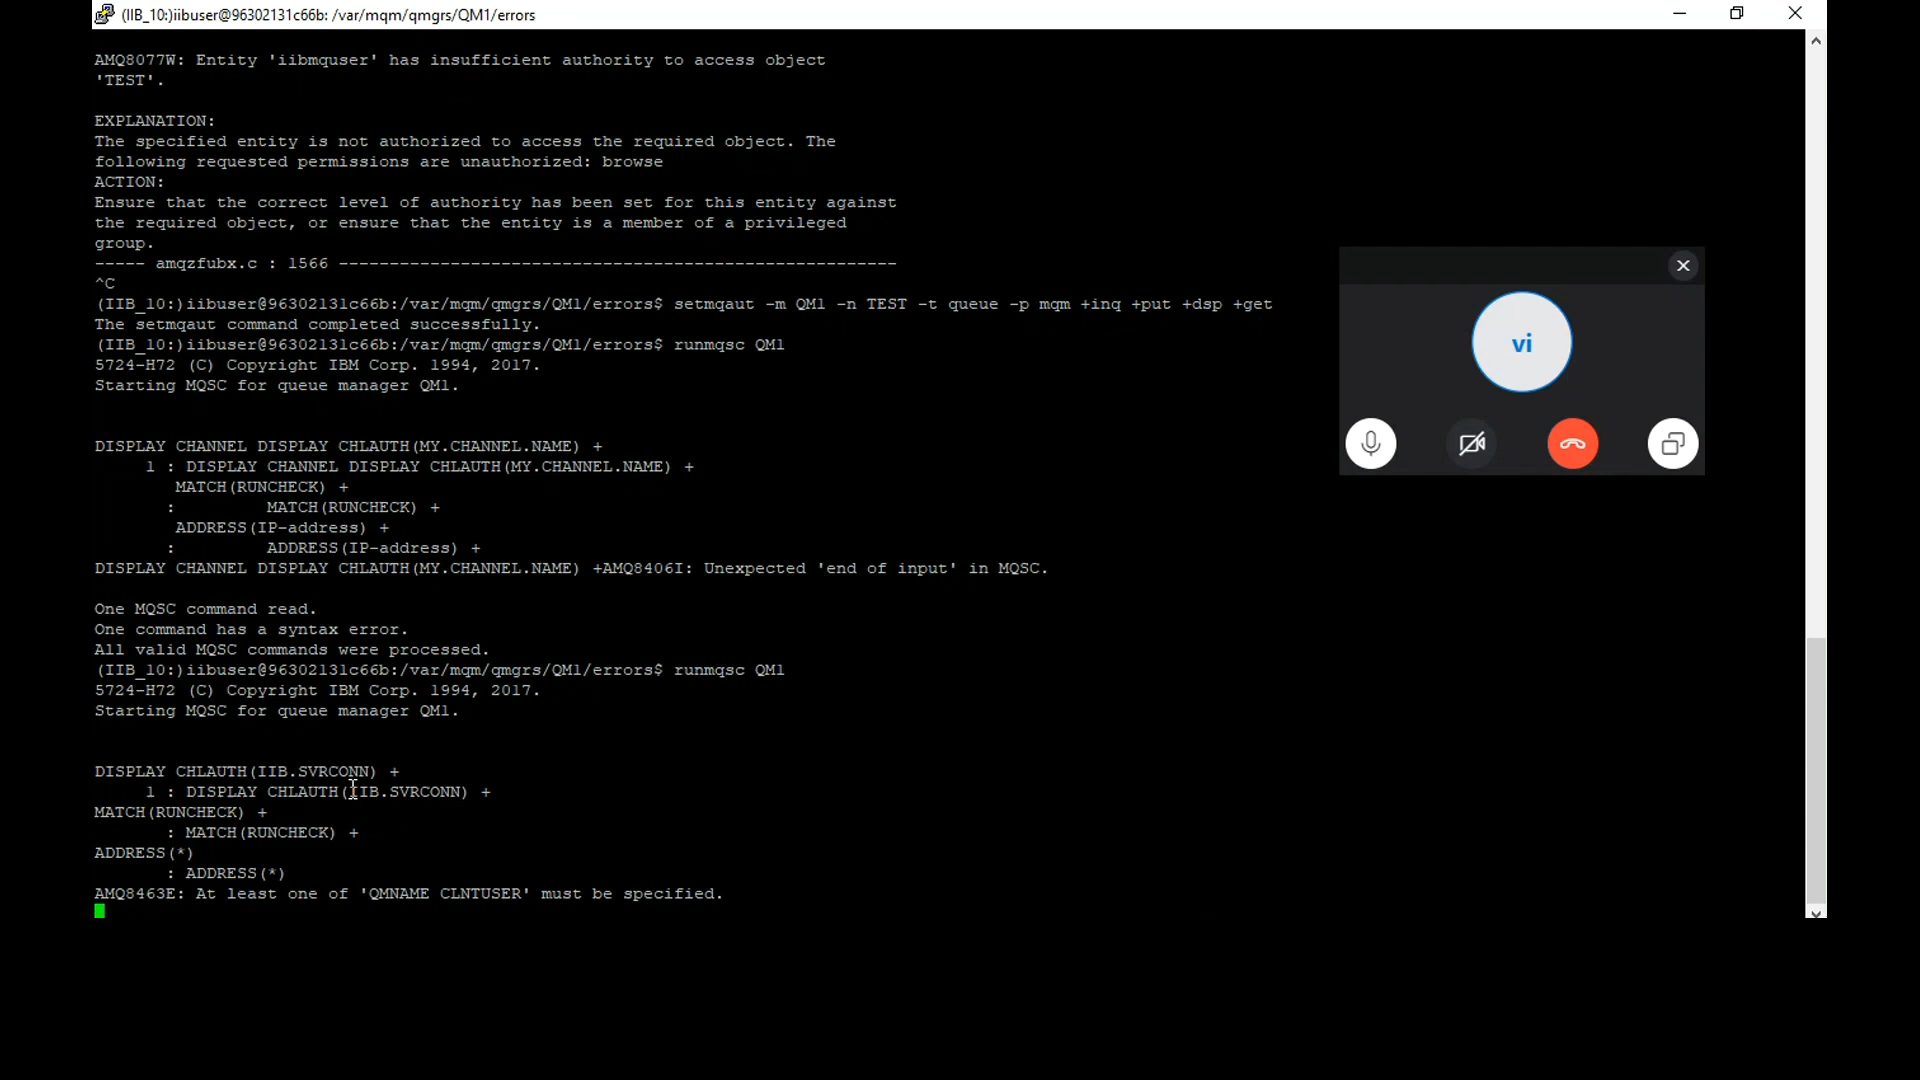 (IIB_10:)iibuser@96302131c66b: /var/mqm/qmgrs/QM1/errors
AMQ8077W: Entity 'iibmquser' has insufficient authority to access object
'TEST'.
EXPLANATION:
The specified entity is not authorized to access the required object. The
following requested permissions are unauthorized: browse
ACTION:
Ensure that the correct level of authority has been set for this entity against
the required object, or ensure that the entity is a member of a privileged
group.
----- amqzfubx.c : 1566 -------------------------------------------------------
^C
(IIB_10:)iibuser@96302131c66b:/var/mqm/qmgrs/QM1/errors$ setmqaut -m QM1 -n TEST -t queue -p mqm +inq +put +dsp +get
The setmqaut command completed successfully.
(IIB_10:)iibuser@96302131c66b:/var/mqm/qmgrs/QM1/errors$ runmqsc QM1
5724-H72 (C) Copyright IBM Corp. 1994, 2017.
Starting MQSC for queue manager QM1.
DISPLAY CHANNEL DISPLAY CHLAUTH(MY.CHANNEL.NAME) +
1 : DISPLAY CHANNEL DISPLAY CHLAUTH(MY.CHANNEL.NAME) +
MATCH(RUNCHECK) +
: MATCH(RUNCHECK) +
ADDRESS(IP-address) +
: ADDRESS(IP-address) +
DISPLAY CHANNEL DISPLAY CHLAUTH(MY.CHANNEL.NAME) +AMQ8406I: Unexpected 'end of input' in MQSC.
One MQSC command read.
One command has a syntax error.
All valid MQSC commands were processed.
(IIB_10:)iibuser@96302131c66b:/var/mqm/qmgrs/QM1/errors$ runmqsc QM1
5724-H72 (C) Copyright IBM Corp. 1994, 2017.
Starting MQSC for queue manager QM1.
DISPLAY CHLAUTH(IIB.SVRCONN) +
1 : DISPLAY CHLAUTH(IIB.SVRCONN) +
MATCH(RUNCHECK) +
: MATCH(RUNCHECK) +
ADDRESS(*)
: ADDRESS(*)
AMQ8463E: At least one of 'QMNAME CLNTUSER' must be specified.
vi